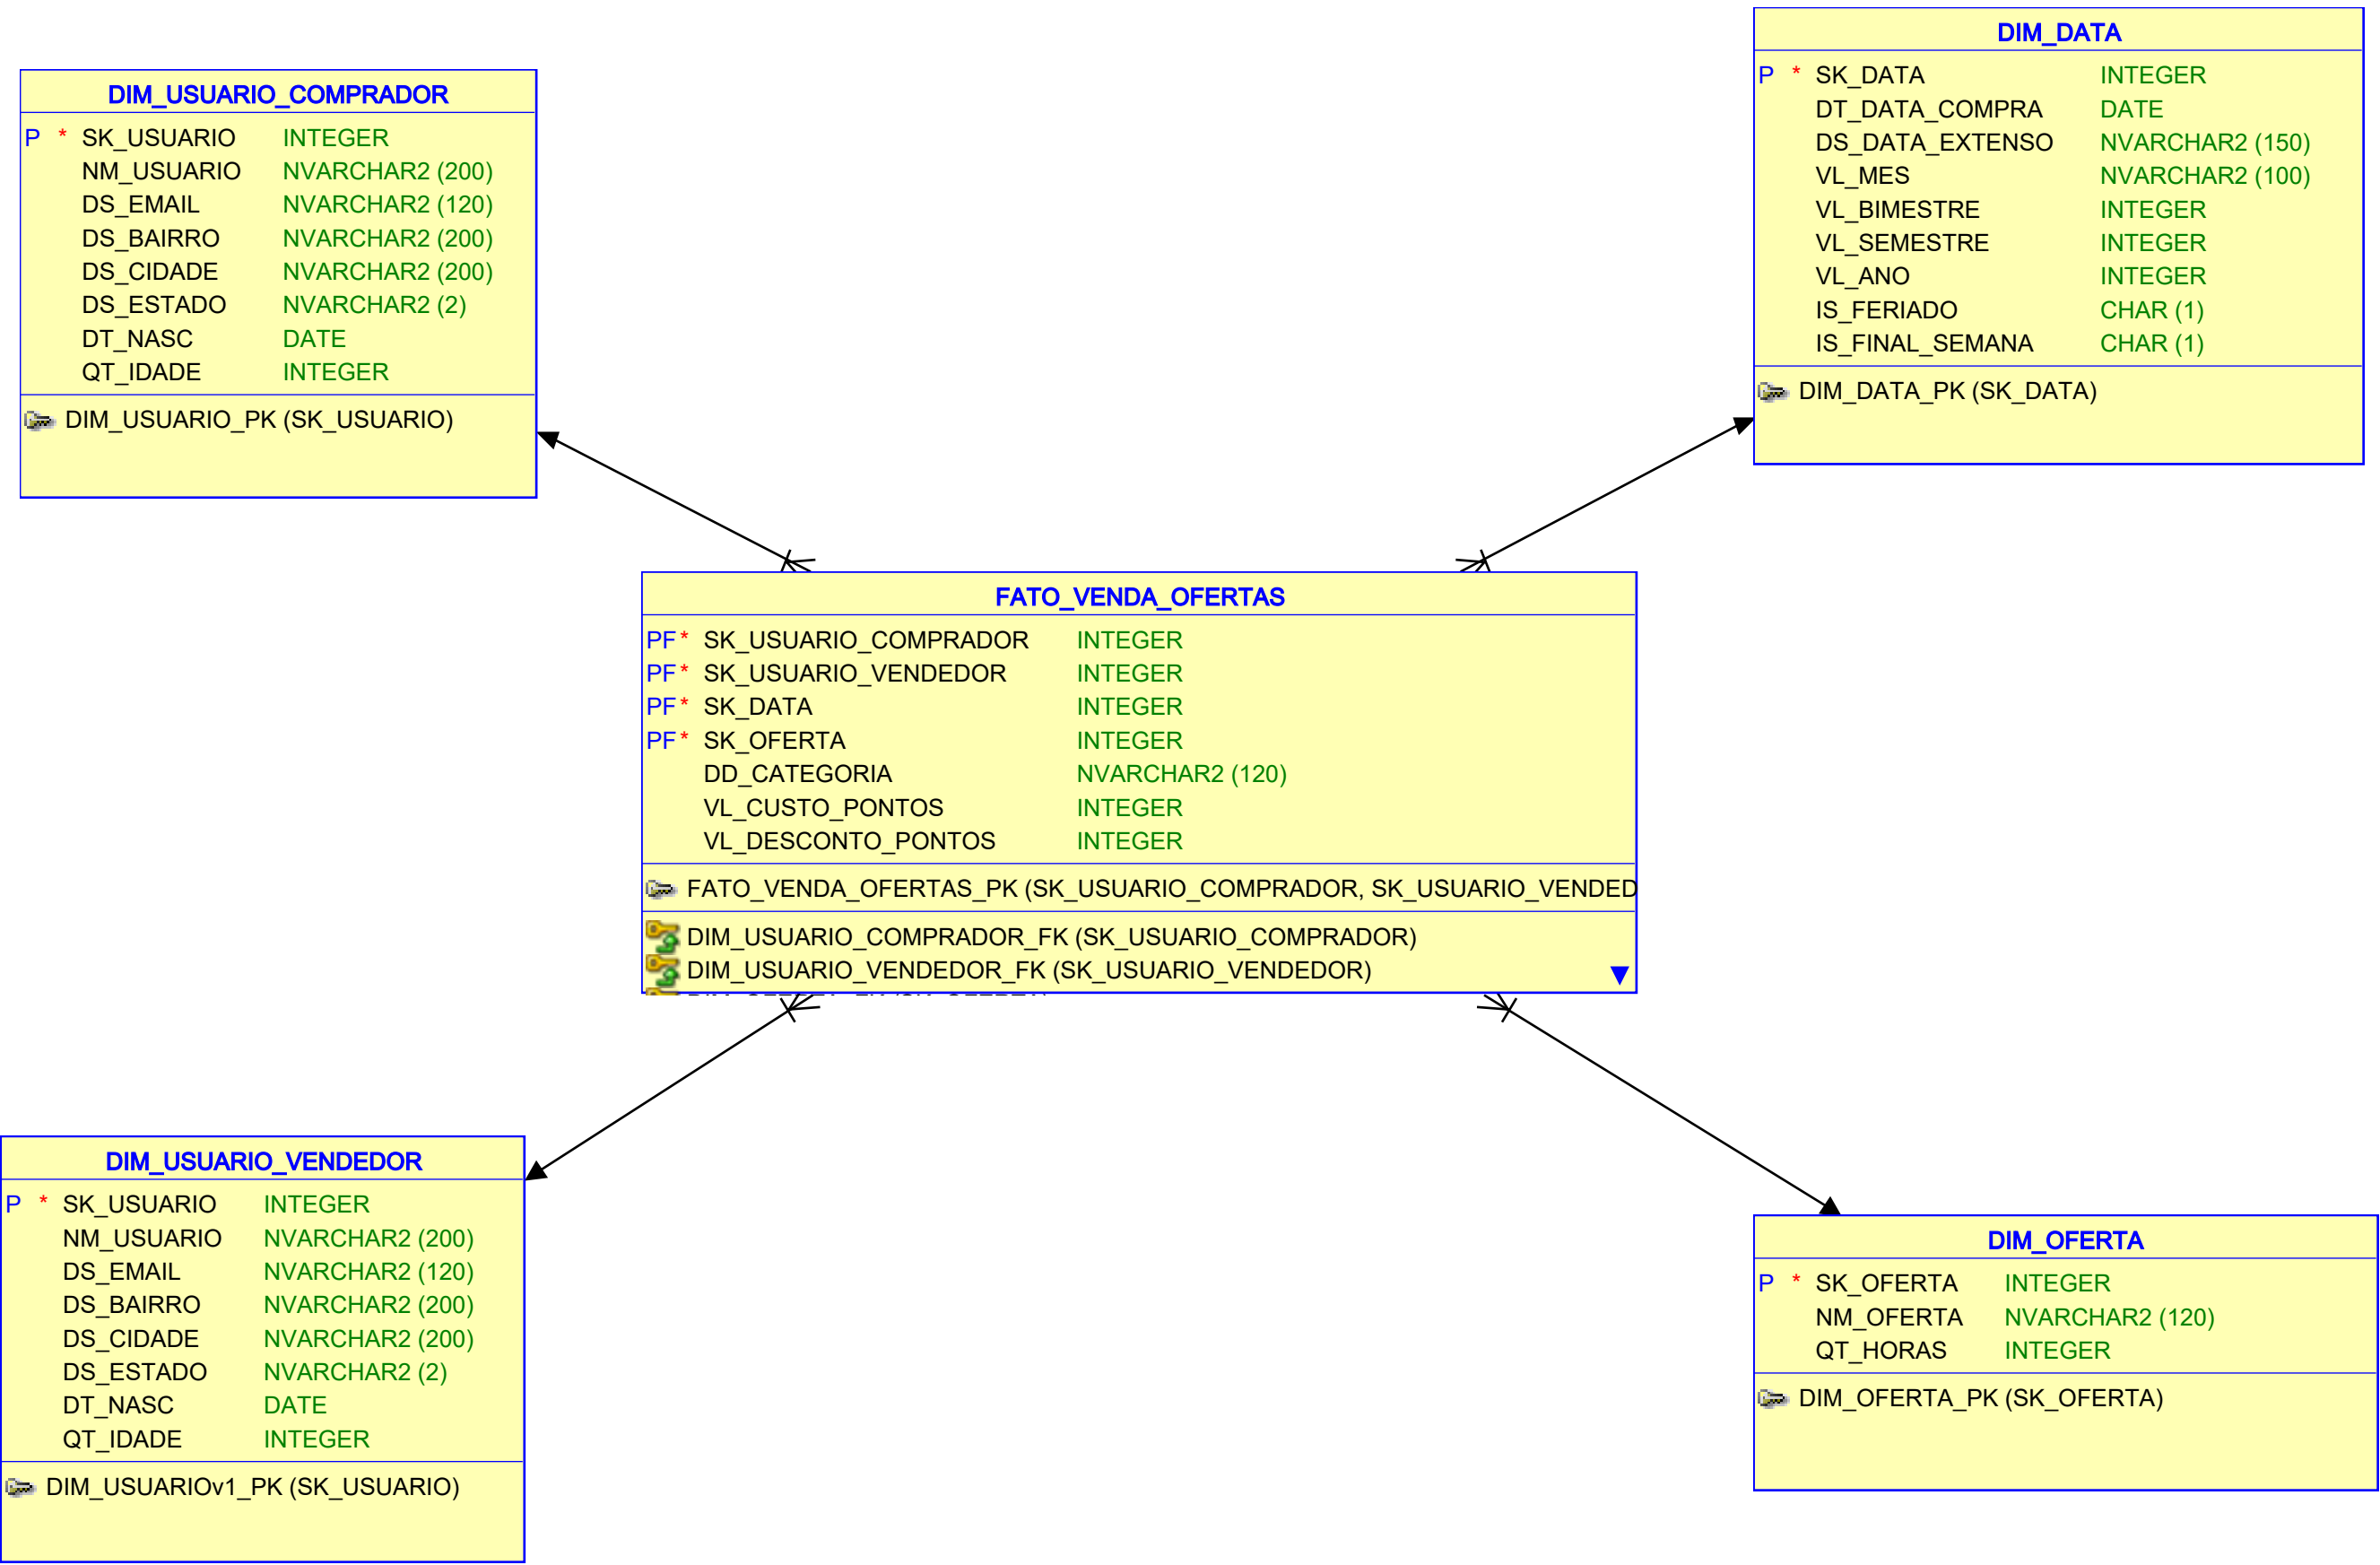 DIM_USUARIO_COMPRADOR
P * SK_USUARIO INTEGER
NM_USUARIO NVARCHAR2 (200)
DS_EMAIL NVARCHAR2 (120)
DS_BAIRRO NVARCHAR2 (200)
DS_CIDADE NVARCHAR2 (200)
DS_ESTADO NVARCHAR2 (2)
DT_NASC DATE
QT_IDADE INTEGER
DIM_USUARIO_PK (SK_USUARIO)
DIM_DATA
P * SK_DATA INTEGER
DT_DATA_COMPRA DATE
DS_DATA_EXTENSO NVARCHAR2 (150)
VL_MES NVARCHAR2 (100)
VL_BIMESTRE INTEGER
VL_SEMESTRE INTEGER
VL_ANO INTEGER
IS_FERIADO CHAR (1)
IS_FINAL_SEMANA CHAR (1)
DIM_DATA_PK (SK_DATA)
FATO_VENDA_OFERTAS
PF* SK_USUARIO_COMPRADOR INTEGER
PF* SK_USUARIO_VENDEDOR INTEGER
PF* SK_DATA INTEGER
PF* SK_OFERTA INTEGER
DD_CATEGORIA NVARCHAR2 (120)
VL_CUSTO_PONTOS INTEGER
VL_DESCONTO_PONTOS INTEGER
FATO_VENDA_OFERTAS_PK (SK_USUARIO_COMPRADOR, SK_USUARIO_VENDED
DIM_USUARIO_COMPRADOR_FK (SK_USUARIO_COMPRADOR)
DIM_USUARIO_VENDEDOR_FK (SK_USUARIO_VENDEDOR)
DIM_USUARIO_VENDEDOR
P * SK_USUARIO INTEGER
NM_USUARIO NVARCHAR2 (200)
DS_EMAIL NVARCHAR2 (120)
DS_BAIRRO NVARCHAR2 (200)
DS_CIDADE NVARCHAR2 (200)
DS_ESTADO NVARCHAR2 (2)
DT_NASC DATE
QT_IDADE INTEGER
DIM_USUARIOv1_PK (SK_USUARIO)
DIM_OFERTA
P * SK_OFERTA INTEGER
NM_OFERTA NVARCHAR2 (120)
QT_HORAS INTEGER
DIM_OFERTA_PK (SK_OFERTA)